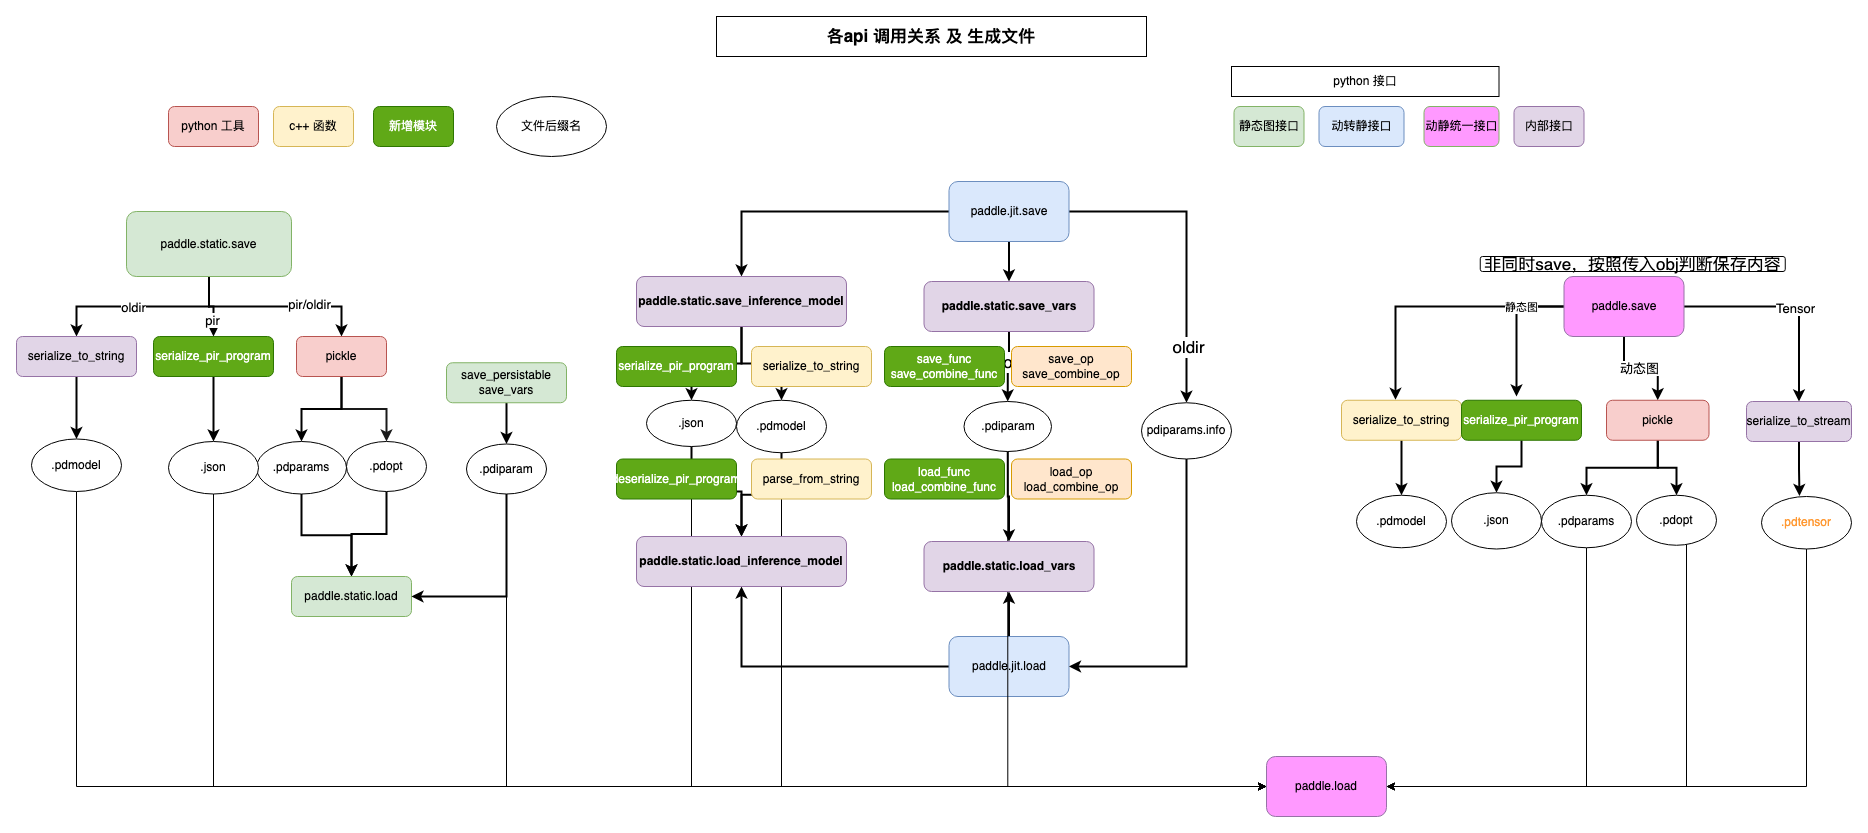 各api 调用关系 及 生成文件
python 接口
python 工具
c++ 函数
新增模块
文件后缀名
静态图接口
动转静接口
动静统一接口
内部接口
paddle.static.save
oldir
pir
pir/oldir
serialize_to_string
serialize_pir_program
pickle
save_persistable
save_vars
.pdmodel
.json
.pdparams
.pdopt
.pdiparam
paddle.static.load
paddle.jit.save
paddle.static.save_inference_model
paddle.static.save_vars
oldir
serialize_pir_program
serialize_to_string
save_func
save_combine_func
save_op
save_combine_op
.json
.pdmodel
.pdiparam
pdiparams.info
deserialize_pir_program
parse_from_string
load_func
load_combine_func
load_op
load_combine_op
paddle.static.load_inference_model
paddle.static.load_vars
paddle.jit.load
非同时save，按照传入obj判断保存内容
paddle.save
静态图
Tensor
动态图
serialize_to_string
serialize_pir_program
pickle
serialize_to_stream
.pdmodel
.json
.pdparams
.pdopt
.pdtensor
paddle.load